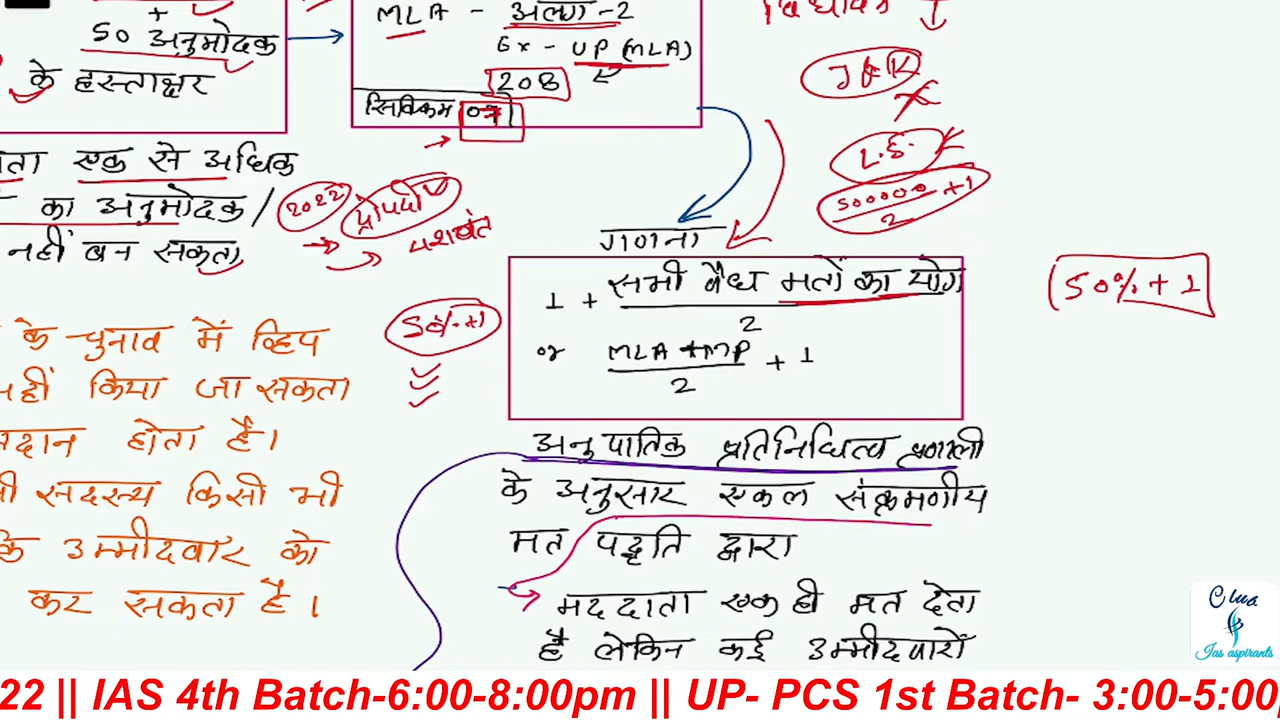 +
50 अनुमोदक
के हस्ताक्षर
MLA - अलग -2
Ex - UP (MLA)
208
सिक्किम 07
J&K
L.S.
500000 / 2 + 1
एक से अधिक
का अनुमोदक /
नहीं बन सकता
2022
द्रोपदी
यशवंत
गणना
1 + सभी वैध मतों का योग / 2
or MLA + MP / 2 + 1
50% + 1
50% + 1
के चुनाव में व्हिप
किया जा सकता
होता है।
सदस्य किसी भी
उम्मीदवार को
कर सकता है।
अनुपातिक प्रतिनिधित्व प्रणाली
के अनुसार एकल संक्रमणीय
मत पद्धति द्वारा
मददाता एक ही मत देता
है लेकिन कई उम्मीदवारों
Clue
Ias aspirants
22 || IAS 4th Batch-6:00-8:00pm || UP- PCS 1st Batch- 3:00-5:00